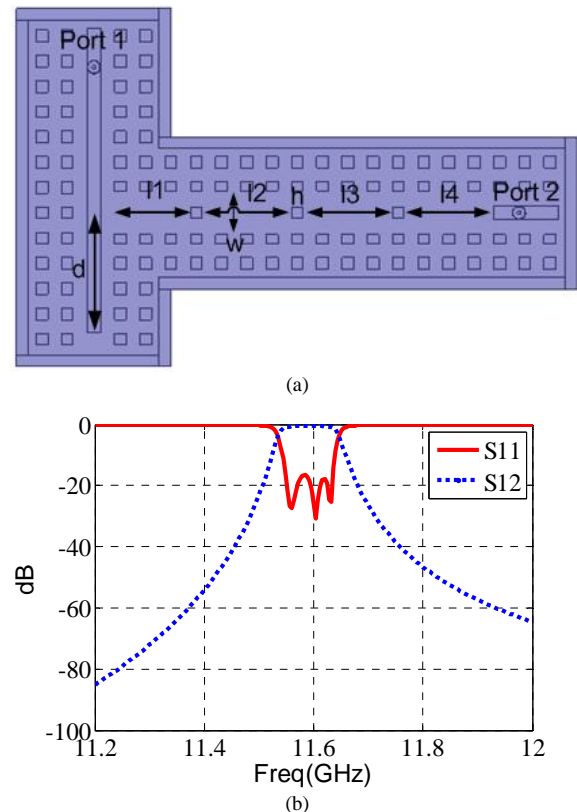 Port 1
l1 l2 h l3 l4 Port 2
w
d
(a)
0
-20
-40
-60
-80
-100
dB
S11
S12
11.2 11.4 11.6 11.8 12
Freq(GHz)
(b)